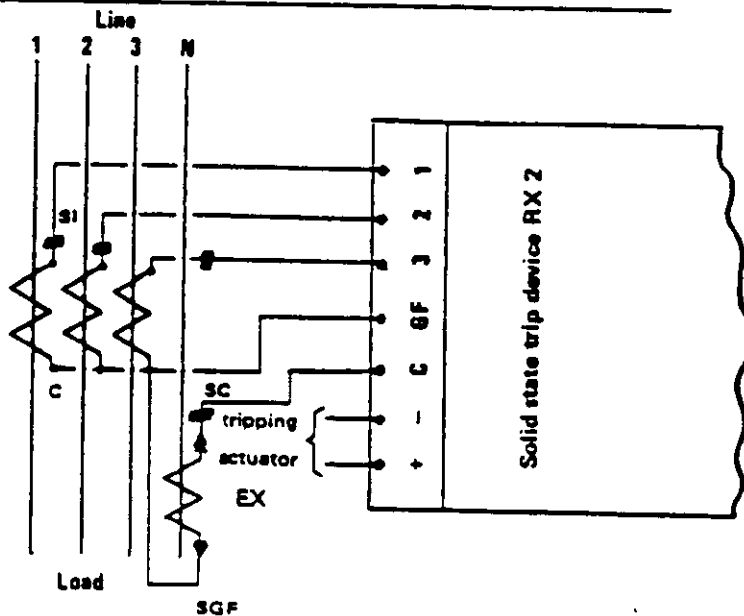 Line
1 2 3 N
1
2
SI
3
GF
C
C
SC
tripping
-
actuator
+
EX
Load
SGF
Solid state trip device RX 2